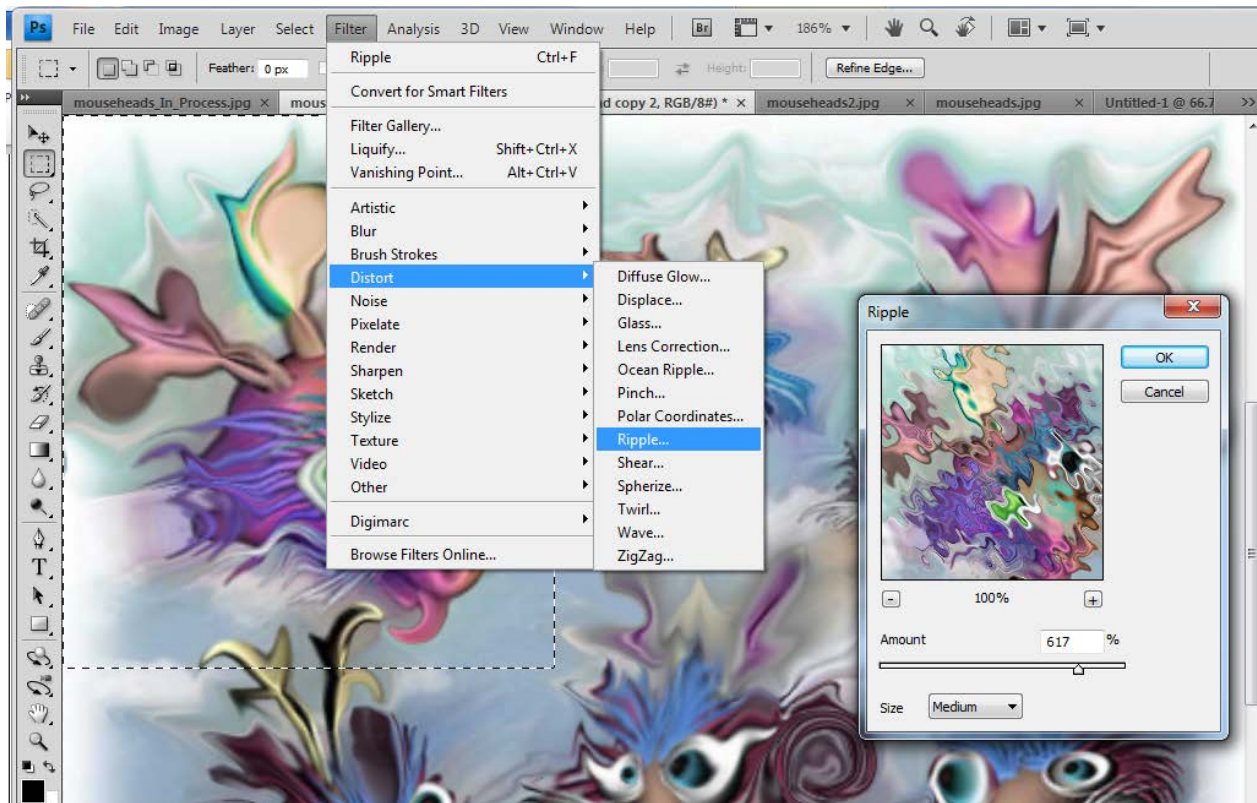 Ps File Edit Image Layer Select Filter Analysis 3D View Window Help Br 186%
Feather: 0 px Height: Refine Edge...
mouseheads_In_Process.jpg × mous d copy 2, RGB/8#) * × mouseheads2.jpg × mouseheads.jpg × Untitled-1 @ 66.7
Ripple Ctrl+F
Convert for Smart Filters
Filter Gallery...
Liquify... Shift+Ctrl+X
Vanishing Point... Alt+Ctrl+V
Artistic
Blur
Brush Strokes
Distort
Noise
Pixelate
Render
Sharpen
Sketch
Stylize
Texture
Video
Other
Digimarc
Browse Filters Online...
Diffuse Glow...
Displace...
Glass...
Lens Correction...
Ocean Ripple...
Pinch...
Polar Coordinates...
Ripple...
Shear...
Spherize...
Twirl...
Wave...
ZigZag...
Ripple
OK
Cancel
- 100% +
Amount 617 %
Size Medium